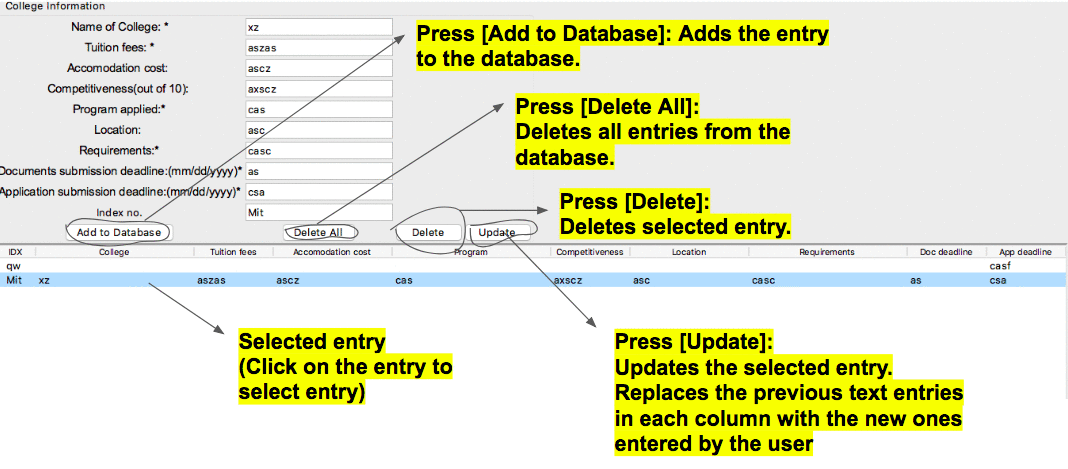 College Information
Name of College: * xz
Press [Add to Database]: Adds the entry
to the database.
Tuition fees: * aszas
Accomodation cost: ascz
Competitiveness(out of 10): axscz
Program applied:* cas
Press [Delete All]:
Deletes all entries from the
database.
Location: asc
Requirements:* casc
Documents submission deadline:(mm/dd/yyyy)* as
Application submission deadline:(mm/dd/yyyy)* csa
Index no. Mit
Press [Delete]:
Deletes selected entry.
Add to Database Delete All Delete Update
IDX College Tuition fees Accomodation cost Program Competitiveness Location Requirements Doc deadline App deadline
qw casf
Mit xz aszas ascz cas axscz asc casc as csa
Selected entry
(Click on the entry to
select entry)
Press [Update]:
Updates the selected entry.
Replaces the previous text entries
in each column with the new ones
entered by the user